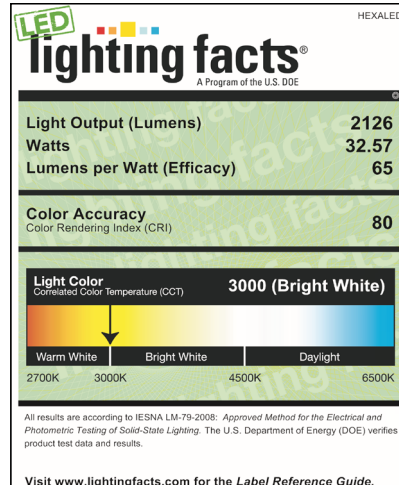 HEXALED
LED
lighting facts®
A Program of the U.S. DOE
Light Output (Lumens) 2126
Watts 32.57
Lumens per Watt (Efficacy) 65
Color Accuracy
Color Rendering Index (CRI) 80
Light Color
Correlated Color Temperature (CCT) 3000 (Bright White)
Warm White Bright White Daylight
2700K 3000K 4500K 6500K
All results are according to IESNA LM-79-2008: Approved Method for the Electrical and
Photometric Testing of Solid-State Lighting. The U.S. Department of Energy (DOE) verifies
product test data and results.
Visit www.lightingfacts.com for the Label Reference Guide.